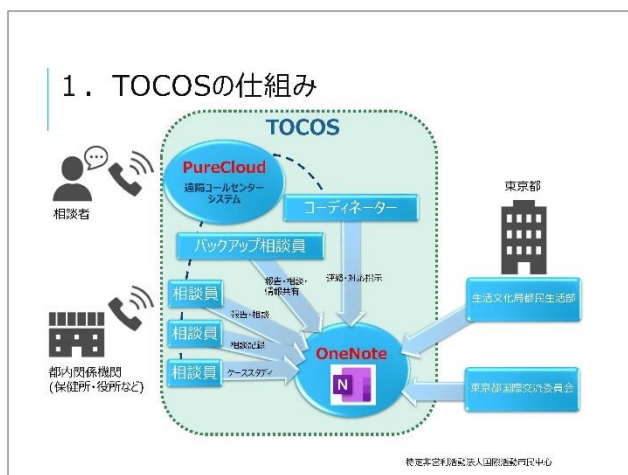 1．TOCOSの仕組み
TOCOS
PureCloud
遠隔コールセンター
システム
相談者
コーディネーター
東京都
バックアップ相談員
報告・相談・
情報共有
連絡・対応指示
相談員
報告・相談
生活文化局都民生活部
相談員
相談記録
OneNote
N
都内関係機関
(保健所・役所など)
相談員
ケーススタディ
東京都国際交流委員会
特定非営利活動法人国際活動市民中心